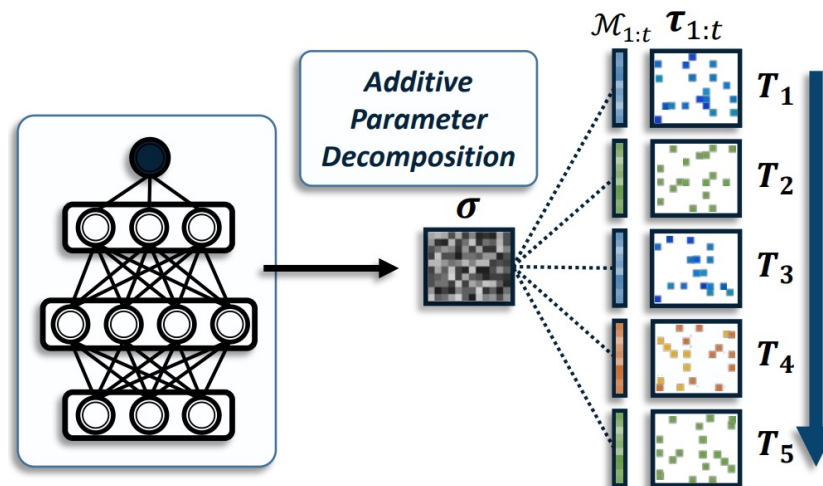 ℳ₁:ₜ 𝝉₁:ₜ
Additive
Parameter
Decomposition
T₁
T₂
σ
T₃
T₄
T₅